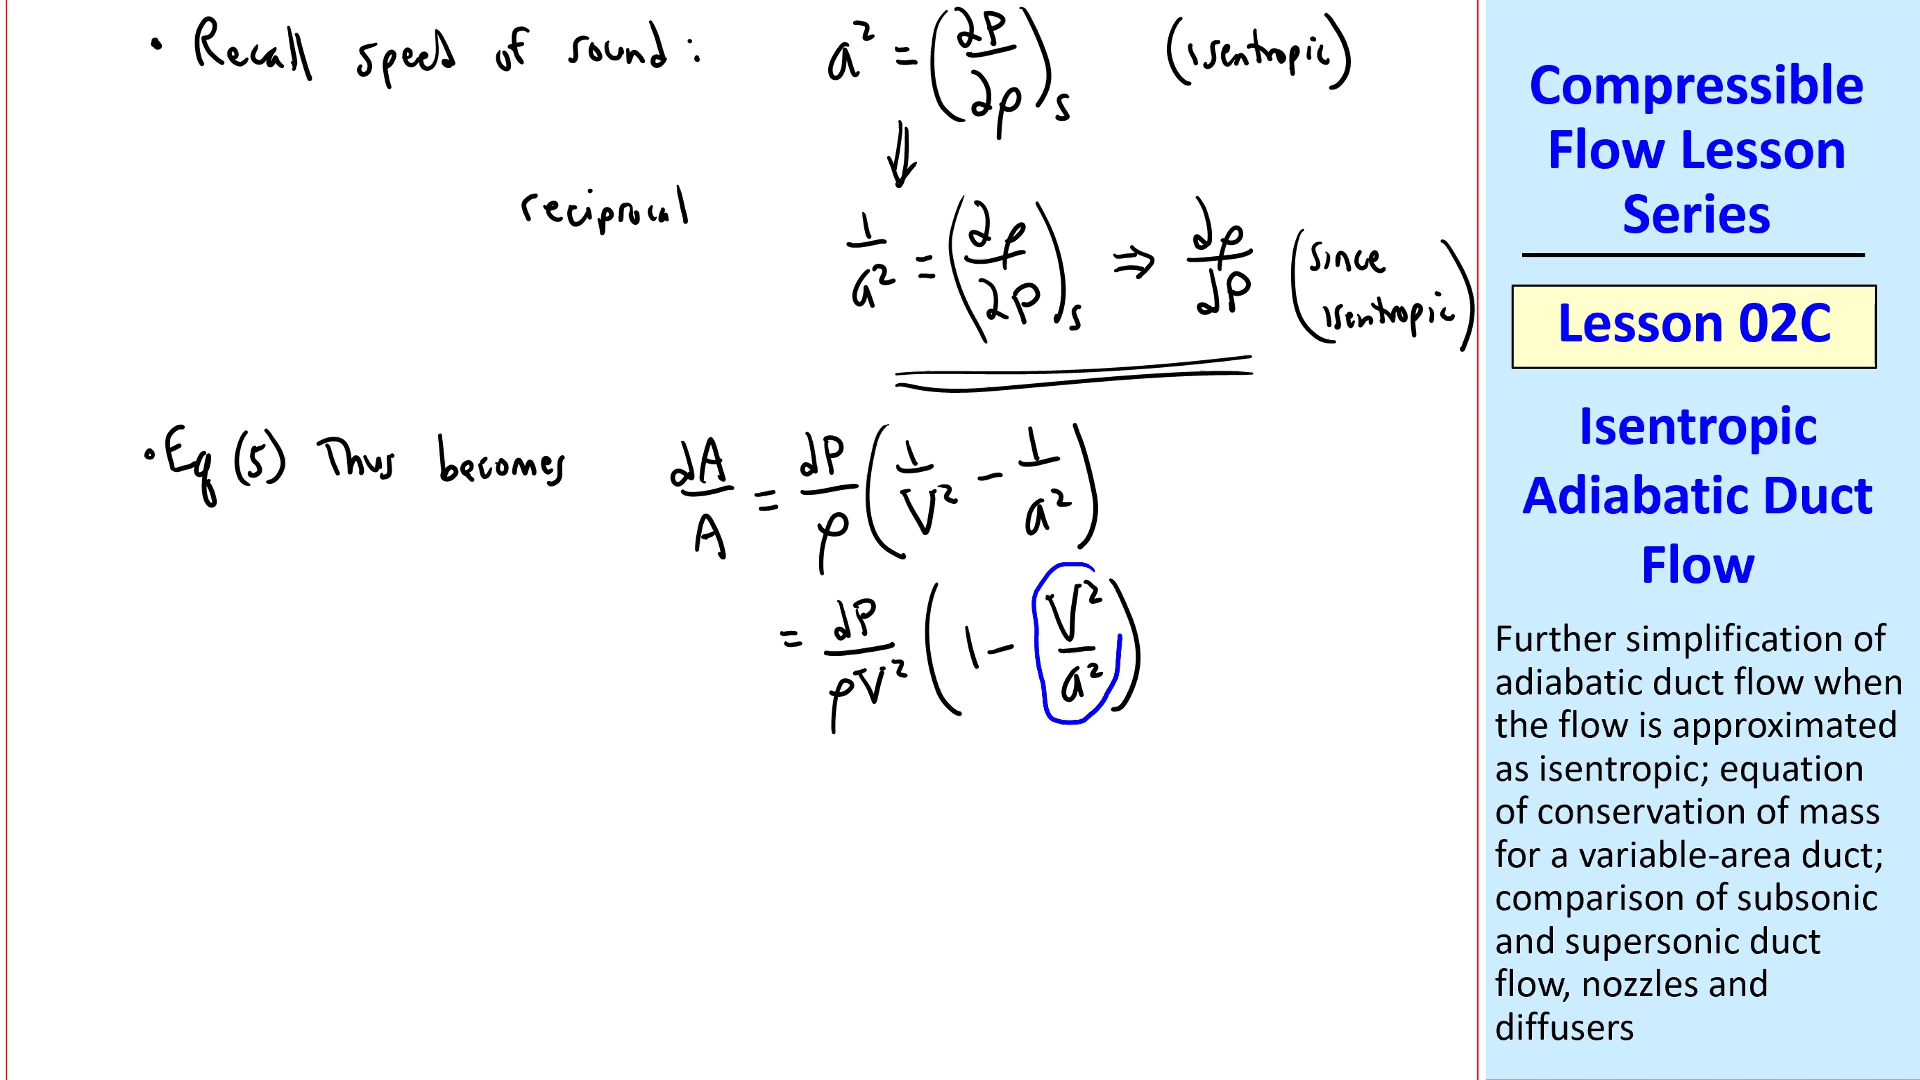 • Recall speed of sound: a² = (∂P/∂ρ)ₛ (isentropic)
⇓
reciprocal 1/a² = (∂ρ/∂P)ₛ ⇒ dρ/dP (since isentropic)
• Eq (5) Thus becomes dA/A = dP/ρ (1/V² - 1/a²)
= dP/ρV² (1 - V²/a²)
Compressible
Flow Lesson
Series
Lesson 02C
Isentropic
Adiabatic Duct
Flow
Further simplification of
adiabatic duct flow when
the flow is approximated
as isentropic; equation
of conservation of mass
for a variable-area duct;
comparison of subsonic
and supersonic duct
flow, nozzles and
diffusers